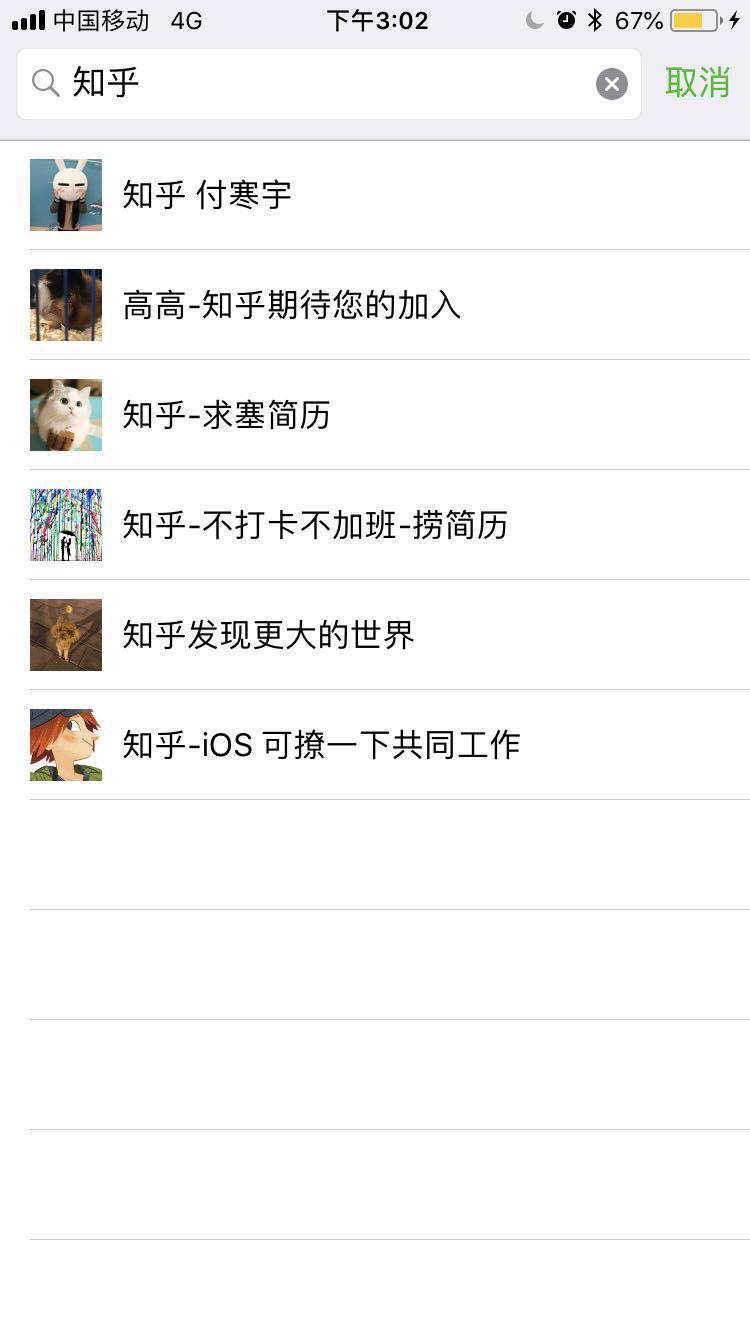 中国移动 4G 下午3:02 67%
知乎 取消
知乎 付寒宇
高高-知乎期待您的加入
知乎-求塞简历
知乎-不打卡不加班-捞简历
知乎发现更大的世界
知乎-iOS 可撩一下共同工作